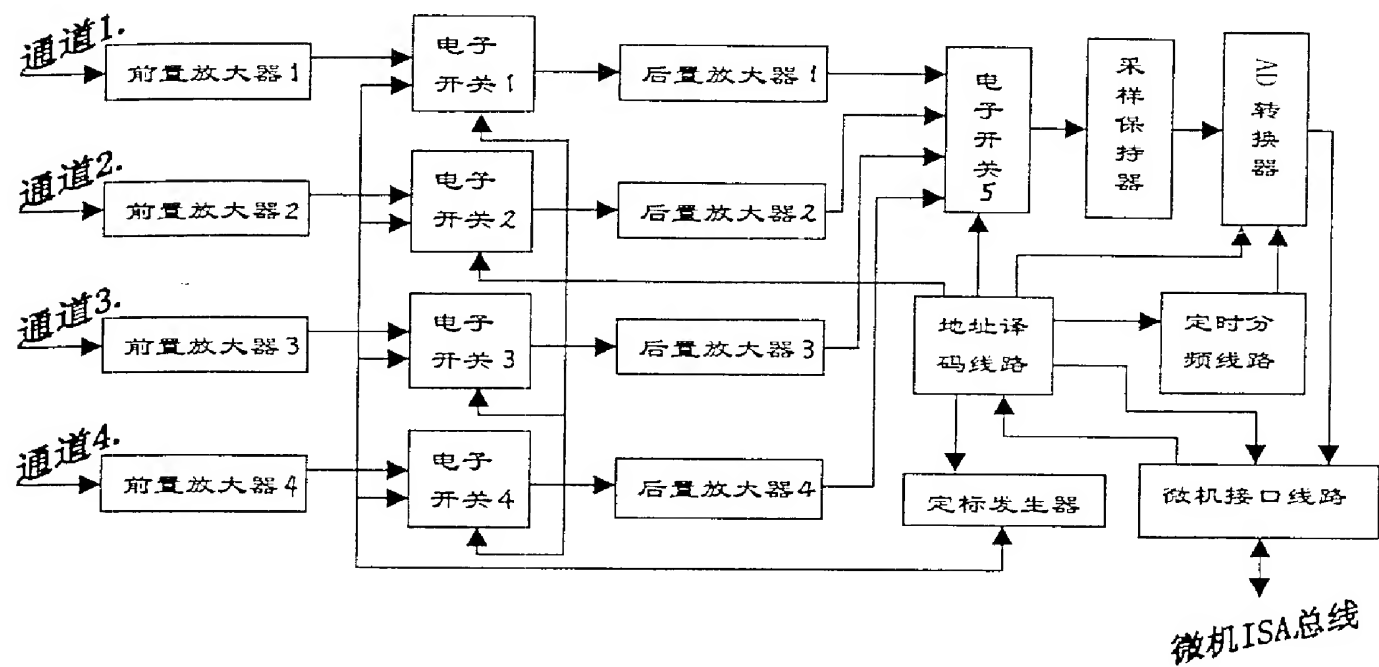 通道1.
前置放大器1
电子
开关1
后置放大器1
电子开关5
采样保持器
AD转换器
通道2.
前置放大器2
电子
开关2
后置放大器2
通道3.
前置放大器3
电子
开关3
后置放大器3
地址译
码线路
定时分
频线路
通道4.
前置放大器4
电子
开关4
后置放大器4
定标发生器
微机接口线路
微机ISA总线